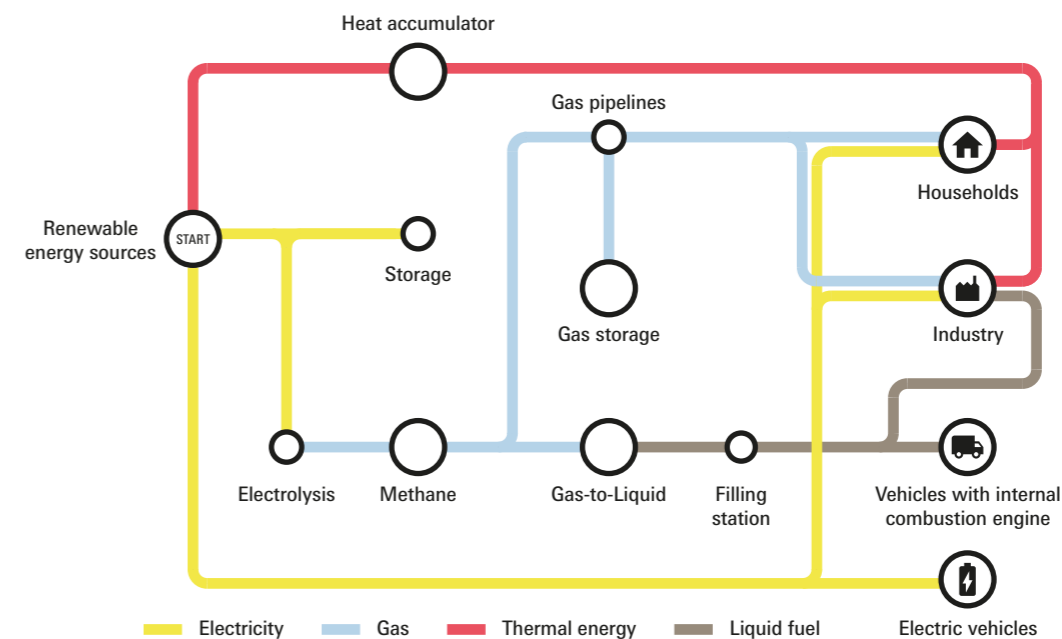 Heat accumulator
Gas pipelines
Households
Renewable
energy sources
START
Storage
Gas storage
Industry
Electrolysis
Methane
Gas-to-Liquid
Filling
station
Vehicles with internal
combustion engine
Electricity
Gas
Thermal energy
Liquid fuel
Electric vehicles